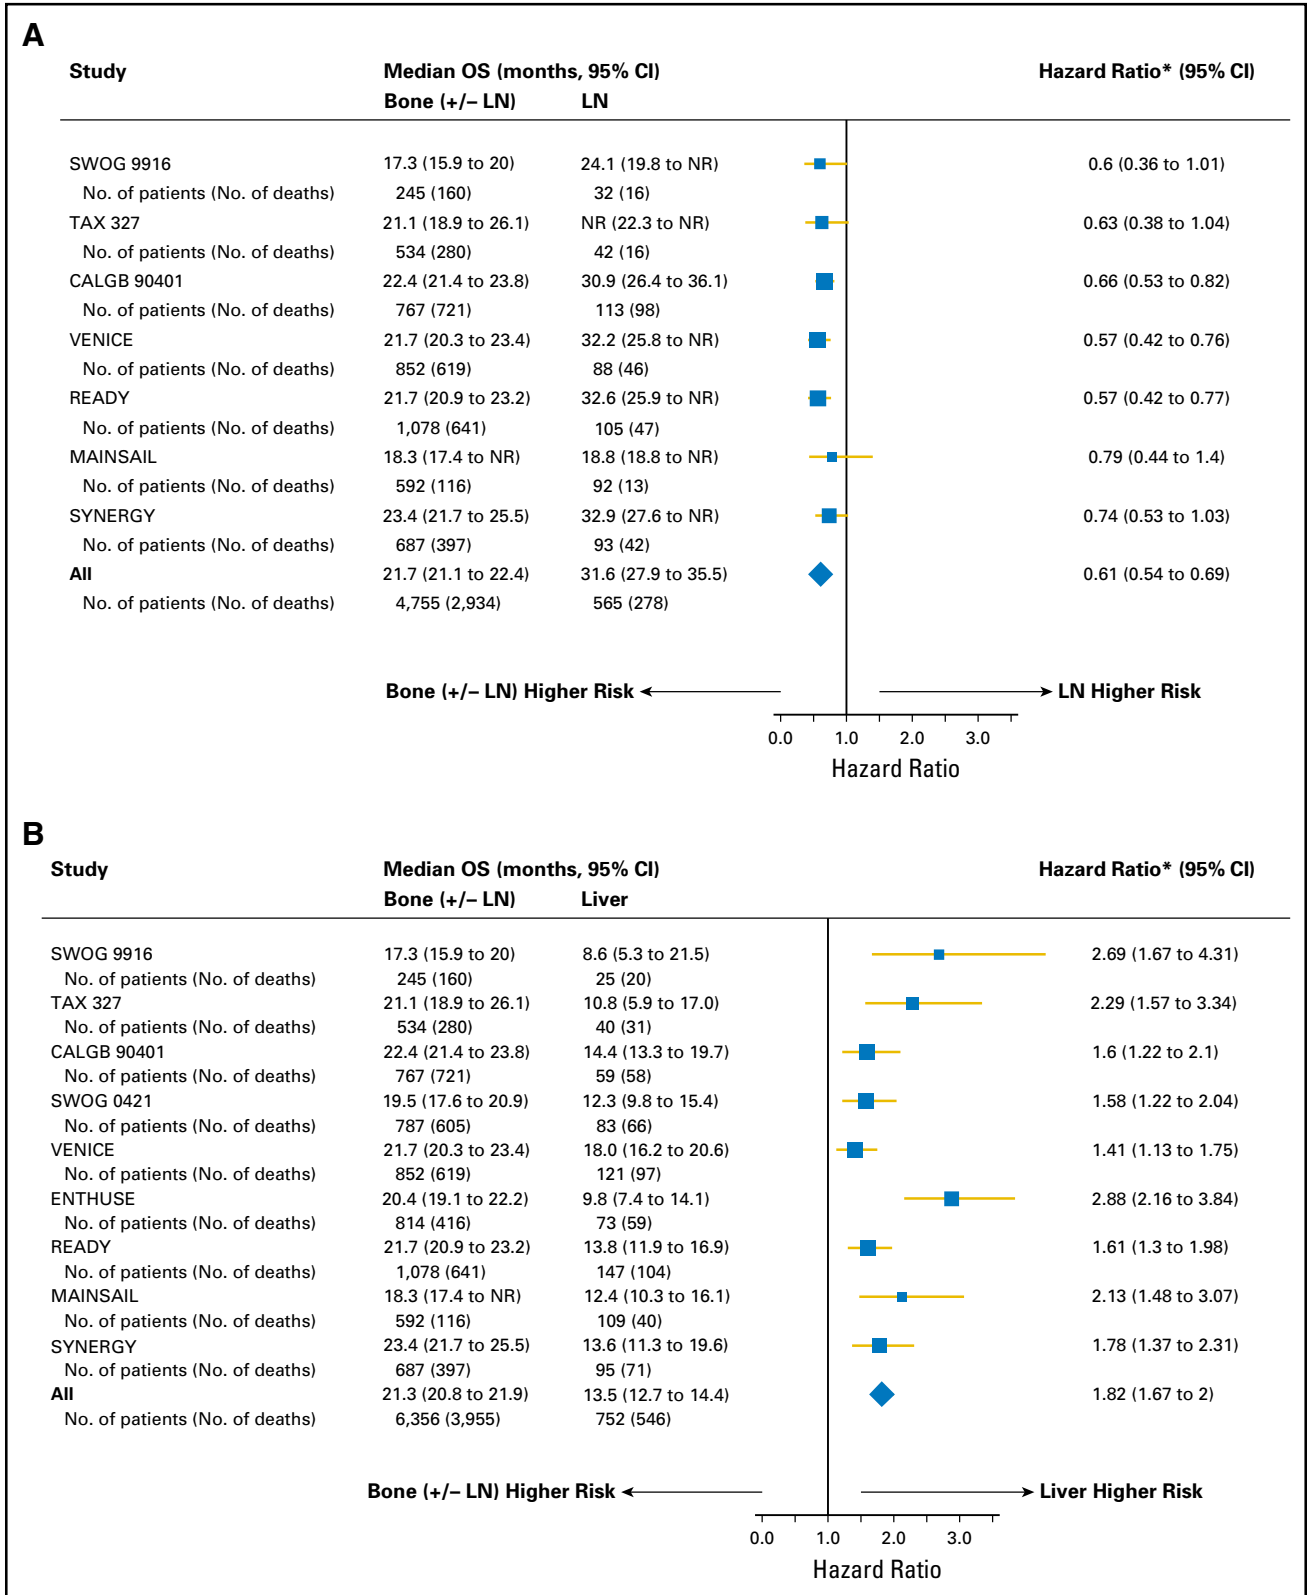 A
Study Median OS (months, 95% CI) Hazard Ratio* (95% CI)
Bone (+/– LN) LN
SWOG 9916 17.3 (15.9 to 20) 24.1 (19.8 to NR) 0.6 (0.36 to 1.01)
No. of patients (No. of deaths) 245 (160) 32 (16)
TAX 327 21.1 (18.9 to 26.1) NR (22.3 to NR) 0.63 (0.38 to 1.04)
No. of patients (No. of deaths) 534 (280) 42 (16)
CALGB 90401 22.4 (21.4 to 23.8) 30.9 (26.4 to 36.1) 0.66 (0.53 to 0.82)
No. of patients (No. of deaths) 767 (721) 113 (98)
VENICE 21.7 (20.3 to 23.4) 32.2 (25.8 to NR) 0.57 (0.42 to 0.76)
No. of patients (No. of deaths) 852 (619) 88 (46)
READY 21.7 (20.9 to 23.2) 32.6 (25.9 to NR) 0.57 (0.42 to 0.77)
No. of patients (No. of deaths) 1,078 (641) 105 (47)
MAINSAIL 18.3 (17.4 to NR) 18.8 (18.8 to NR) 0.79 (0.44 to 1.4)
No. of patients (No. of deaths) 592 (116) 92 (13)
SYNERGY 23.4 (21.7 to 25.5) 32.9 (27.6 to NR) 0.74 (0.53 to 1.03)
No. of patients (No. of deaths) 687 (397) 93 (42)
All 21.7 (21.1 to 22.4) 31.6 (27.9 to 35.5) 0.61 (0.54 to 0.69)
No. of patients (No. of deaths) 4,755 (2,934) 565 (278)
Bone (+/– LN) Higher Risk LN Higher Risk
0.0 1.0 2.0 3.0
Hazard Ratio
B
Study Median OS (months, 95% CI) Hazard Ratio* (95% CI)
Bone (+/– LN) Liver
SWOG 9916 17.3 (15.9 to 20) 8.6 (5.3 to 21.5) 2.69 (1.67 to 4.31)
No. of patients (No. of deaths) 245 (160) 25 (20)
TAX 327 21.1 (18.9 to 26.1) 10.8 (5.9 to 17.0) 2.29 (1.57 to 3.34)
No. of patients (No. of deaths) 534 (280) 40 (31)
CALGB 90401 22.4 (21.4 to 23.8) 14.4 (13.3 to 19.7) 1.6 (1.22 to 2.1)
No. of patients (No. of deaths) 767 (721) 59 (58)
SWOG 0421 19.5 (17.6 to 20.9) 12.3 (9.8 to 15.4) 1.58 (1.22 to 2.04)
No. of patients (No. of deaths) 787 (605) 83 (66)
VENICE 21.7 (20.3 to 23.4) 18.0 (16.2 to 20.6) 1.41 (1.13 to 1.75)
No. of patients (No. of deaths) 852 (619) 121 (97)
ENTHUSE 20.4 (19.1 to 22.2) 9.8 (7.4 to 14.1) 2.88 (2.16 to 3.84)
No. of patients (No. of deaths) 814 (416) 73 (59)
READY 21.7 (20.9 to 23.2) 13.8 (11.9 to 16.9) 1.61 (1.3 to 1.98)
No. of patients (No. of deaths) 1,078 (641) 147 (104)
MAINSAIL 18.3 (17.4 to NR) 12.4 (10.3 to 16.1) 2.13 (1.48 to 3.07)
No. of patients (No. of deaths) 592 (116) 109 (40)
SYNERGY 23.4 (21.7 to 25.5) 13.6 (11.3 to 19.6) 1.78 (1.37 to 2.31)
No. of patients (No. of deaths) 687 (397) 95 (71)
All 21.3 (20.8 to 21.9) 13.5 (12.7 to 14.4) 1.82 (1.67 to 2)
No. of patients (No. of deaths) 6,356 (3,955) 752 (546)
Bone (+/– LN) Higher Risk Liver Higher Risk
0.0 1.0 2.0 3.0
Hazard Ratio